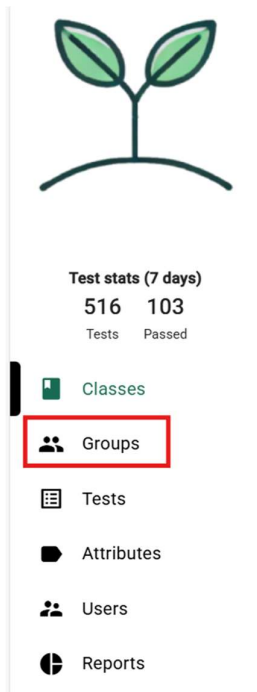 Test stats (7 days)
516 103
Tests Passed
Classes
Groups
Tests
Attributes
Users
Reports